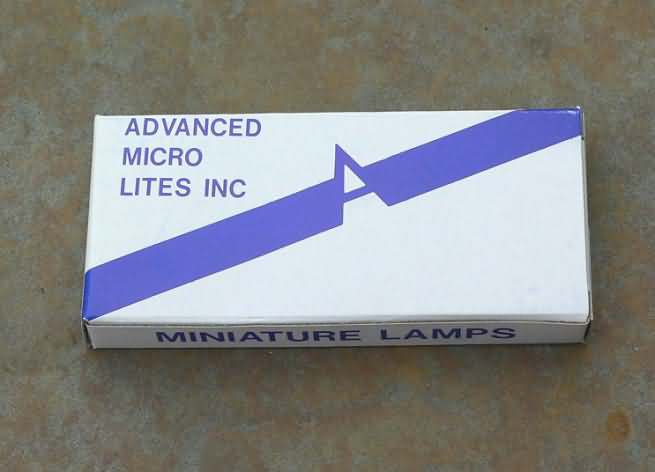 ADVANCED
MICRO
LITES INC
MINIATURE LAMPS